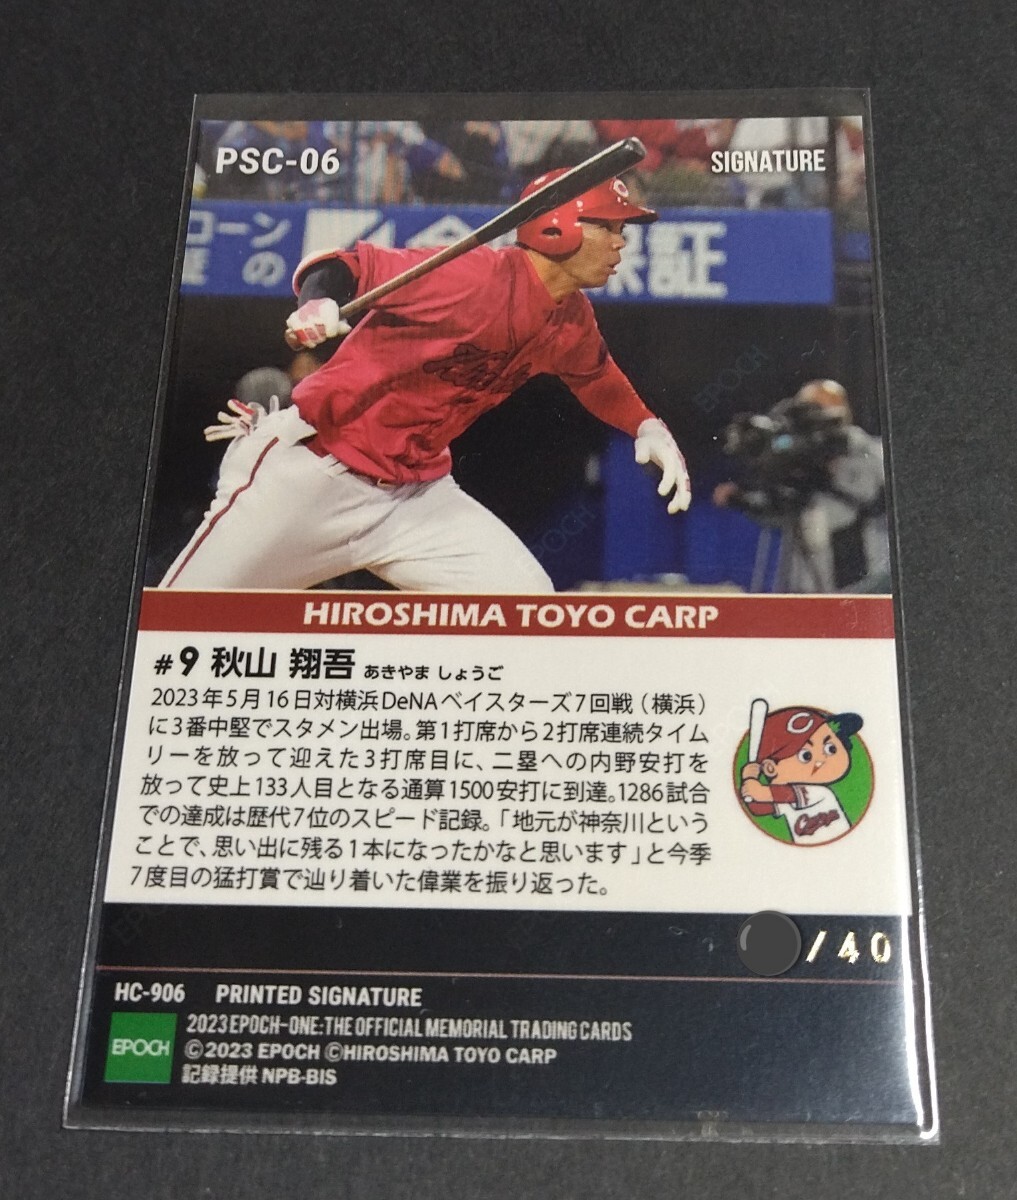 PSC-06
SIGNATURE
ローン
の
保証
EPOCH
EPOCH
HIROSHIMA TOYO CARP
#9 秋山 翔吾 あきやま しょうご
2023年5月16日対横浜DeNAベイスターズ7回戦（横浜）
に3番中堅でスタメン出場。第1打席から2打席連続タイム
リーを放って迎えた3打席目に、二塁への内野安打を
放って史上133人目となる通算1500安打に到達。1286試合
での達成は歴代7位のスピード記録。「地元が神奈川という
ことで、思い出に残る1本になったかなと思います」と今季
7度目の猛打賞で辿り着いた偉業を振り返った。
Carp
/40
HC-906 PRINTED SIGNATURE
EPOCH
2023 EPOCH-ONE:THE OFFICIAL MEMORIAL TRADING CARDS
©2023 EPOCH ©HIROSHIMA TOYO CARP
記録提供 NPB-BIS